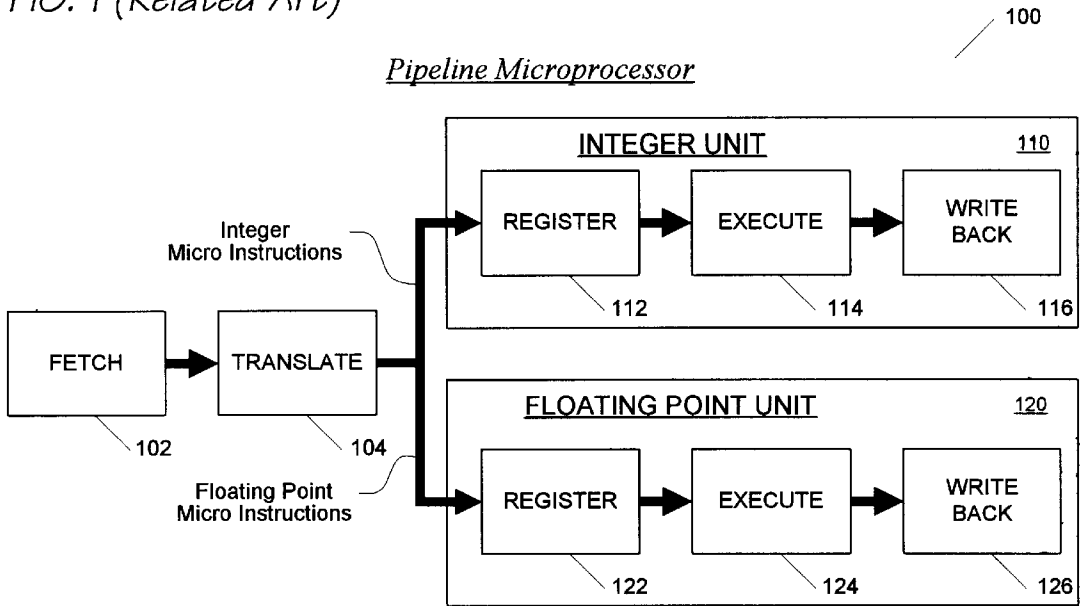 FIG. 1 (Related Art)
100
Pipeline Microprocessor
INTEGER UNIT
110
REGISTER
EXECUTE
WRITE
BACK
112
114
116
Integer
Micro Instructions
FETCH
TRANSLATE
102
104
Floating Point
Micro Instructions
FLOATING POINT UNIT
120
REGISTER
EXECUTE
WRITE
BACK
122
124
126